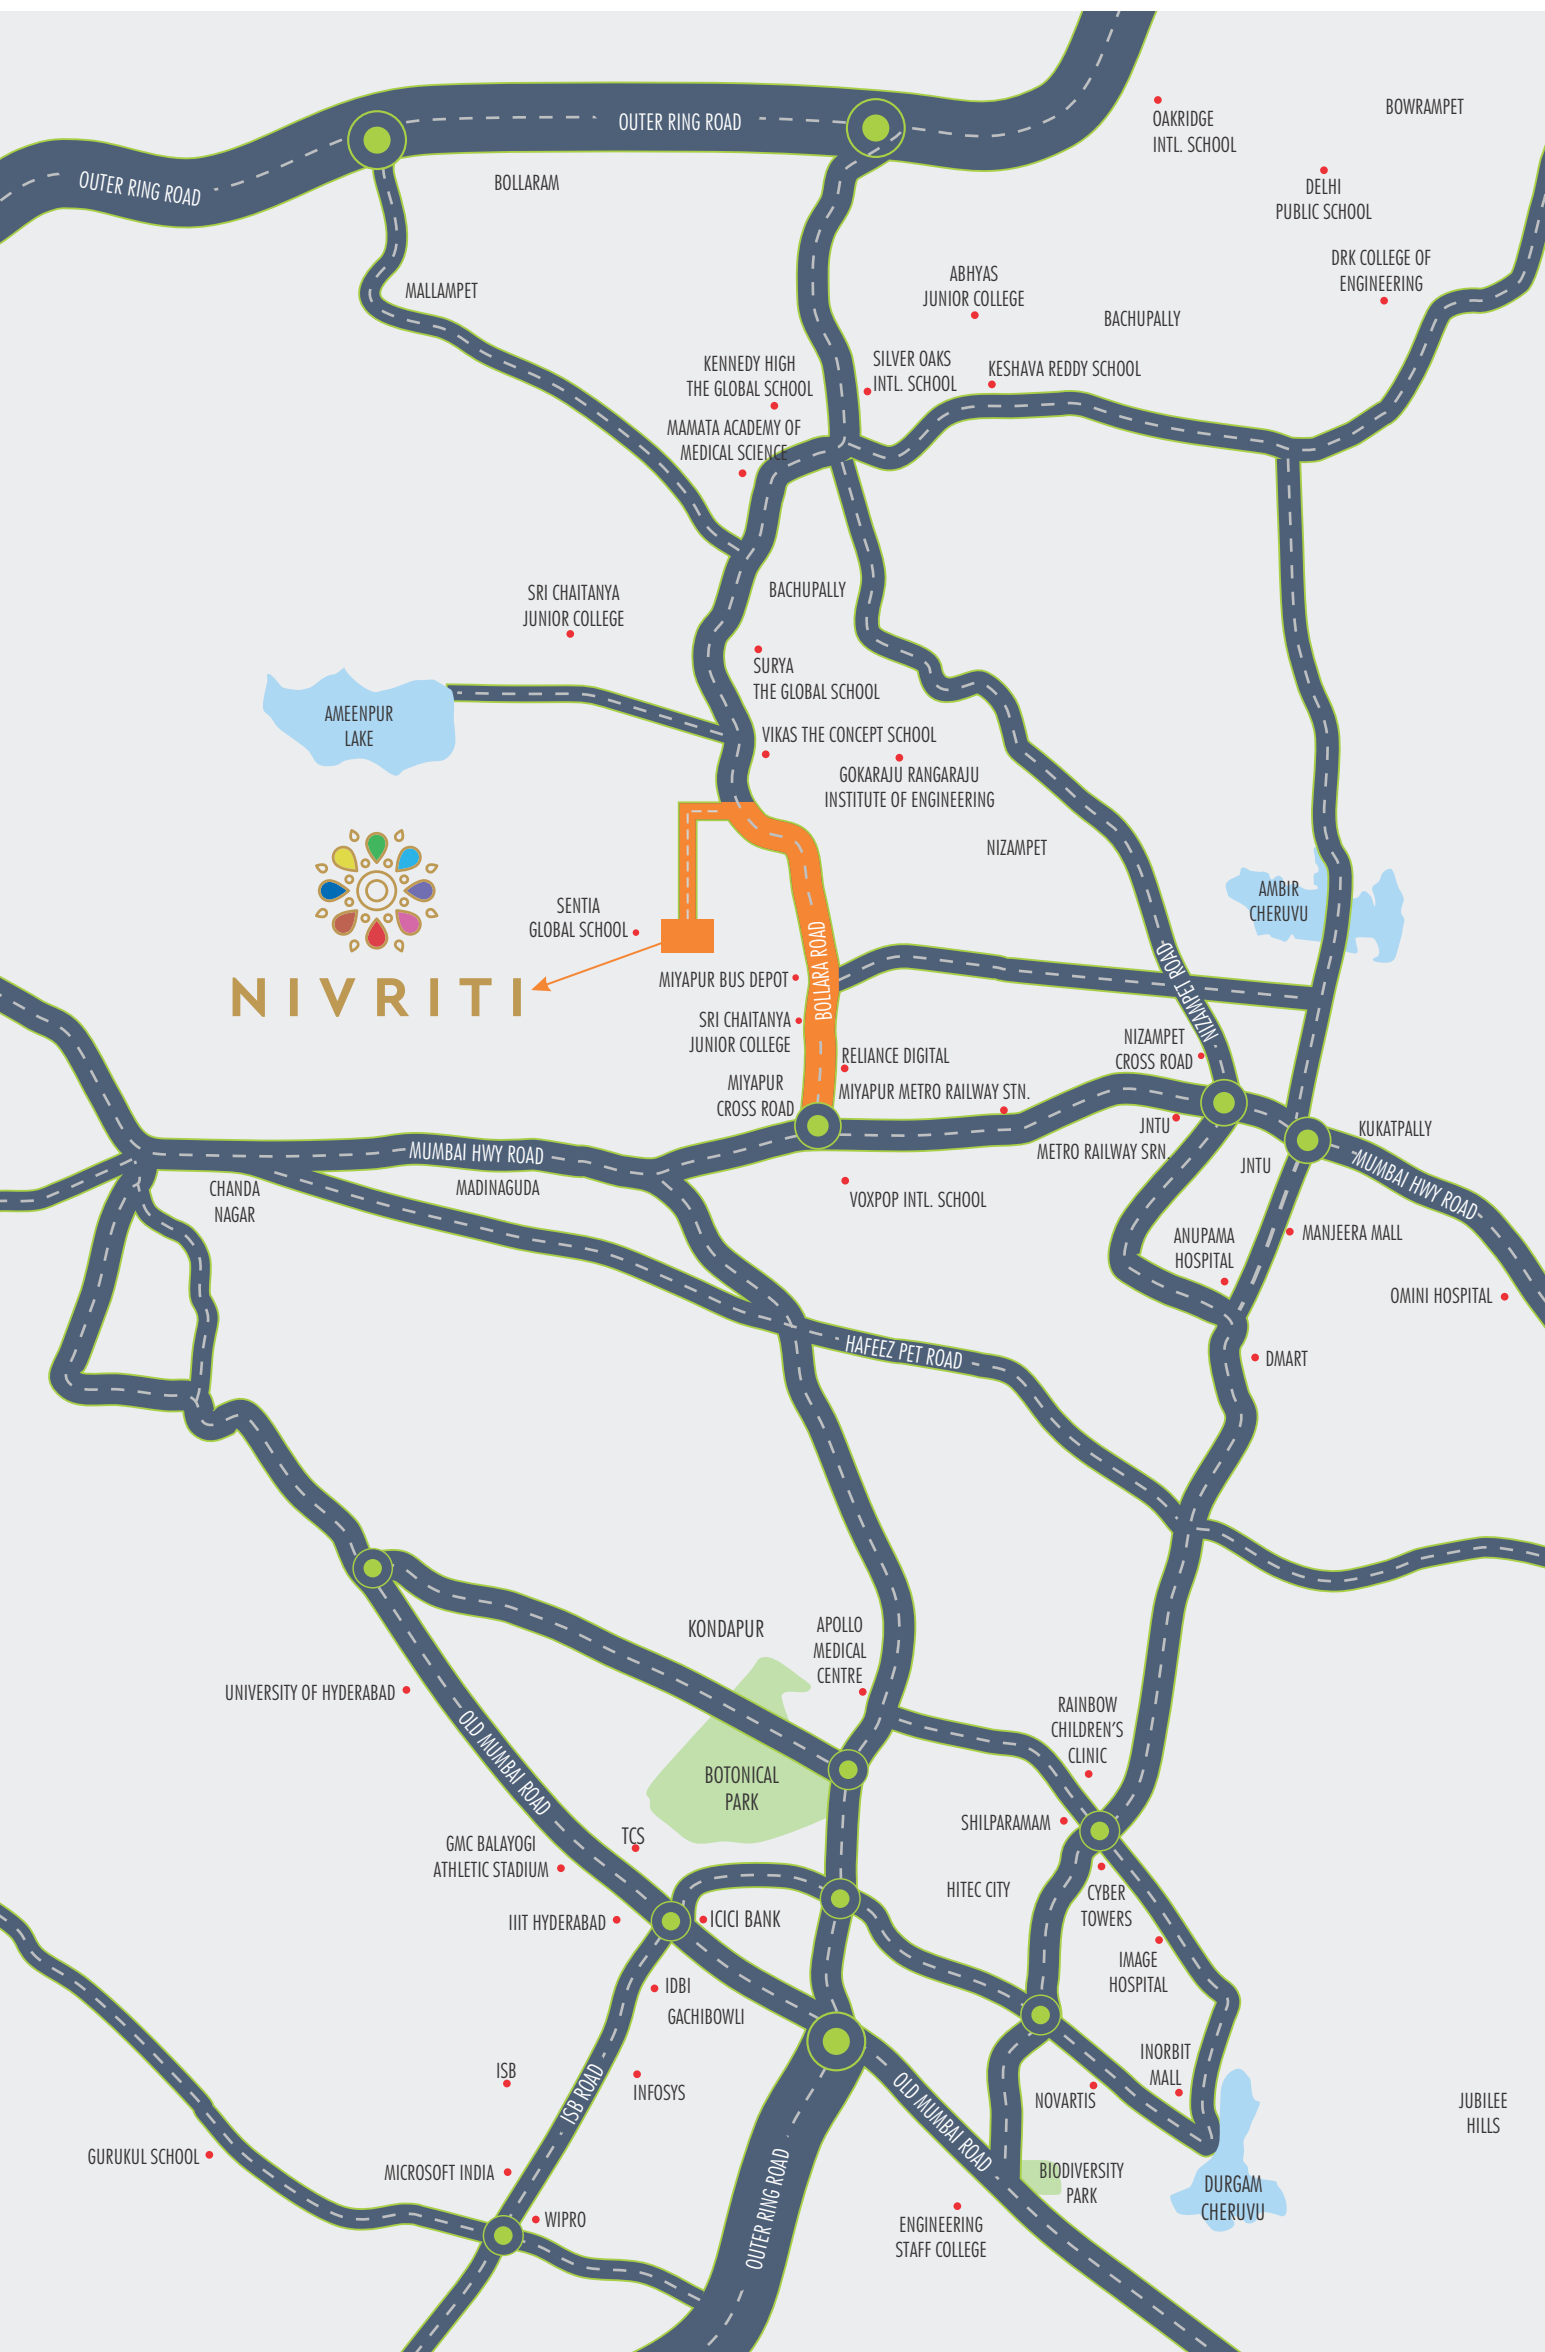 OAKRIDGE
INTL. SCHOOL
BOWRAMPET
OUTER RING ROAD
OUTER RING ROAD
BOLLARAM
DELHI
PUBLIC SCHOOL
DRK COLLEGE OF
ENGINEERING
ABHYAS
JUNIOR COLLEGE
MALLAMPET
BACHUPALLY
KENNEDY HIGH
THE GLOBAL SCHOOL
SILVER OAKS
INTL. SCHOOL
KESHAVA REDDY SCHOOL
MAMATA ACADEMY OF
MEDICAL SCIENCE
SRI CHAITANYA
JUNIOR COLLEGE
BACHUPALLY
SURYA
THE GLOBAL SCHOOL
AMEENPUR
LAKE
VIKAS THE CONCEPT SCHOOL
GOKARAJU RANGARAJU
INSTITUTE OF ENGINEERING
NIZAMPET
AMBIR
CHERUVU
SENTIA
GLOBAL SCHOOL
NIVRITI
MIYAPUR BUS DEPOT
BOLLARA ROAD
NIZAMPET ROAD
SRI CHAITANYA
JUNIOR COLLEGE
RELIANCE DIGITAL
NIZAMPET
CROSS ROAD
MIYAPUR
CROSS ROAD
MIYAPUR METRO RAILWAY STN.
JNTU
METRO RAILWAY SRN.
KUKATPALLY
MUMBAI HWY ROAD
MUMBAI HWY ROAD
JNTU
CHANDA
NAGAR
MADINAGUDA
VOXPOP INTL. SCHOOL
ANUPAMA
HOSPITAL
MANJEERA MALL
OMINI HOSPITAL
HAFEEZ PET ROAD
DMART
KONDAPUR
APOLLO
MEDICAL
CENTRE
UNIVERSITY OF HYDERABAD
OLD MUMBAI ROAD
RAINBOW
CHILDREN'S
CLINIC
BOTONICAL
PARK
SHILPARAMAM
TCS
GMC BALAYOGI
ATHLETIC STADIUM
HITEC CITY
CYBER
TOWERS
IIIT HYDERABAD
ICICI BANK
IMAGE
HOSPITAL
IDBI
GACHIBOWLI
INORBIT
MALL
ISB
ISB ROAD
INFOSYS
NOVARTIS
OLD MUMBAI ROAD
JUBILEE
HILLS
GURUKUL SCHOOL
MICROSOFT INDIA
BIODIVERSITY
PARK
DURGAM
CHERUVU
WIPRO
OUTER RING ROAD
ENGINEERING
STAFF COLLEGE